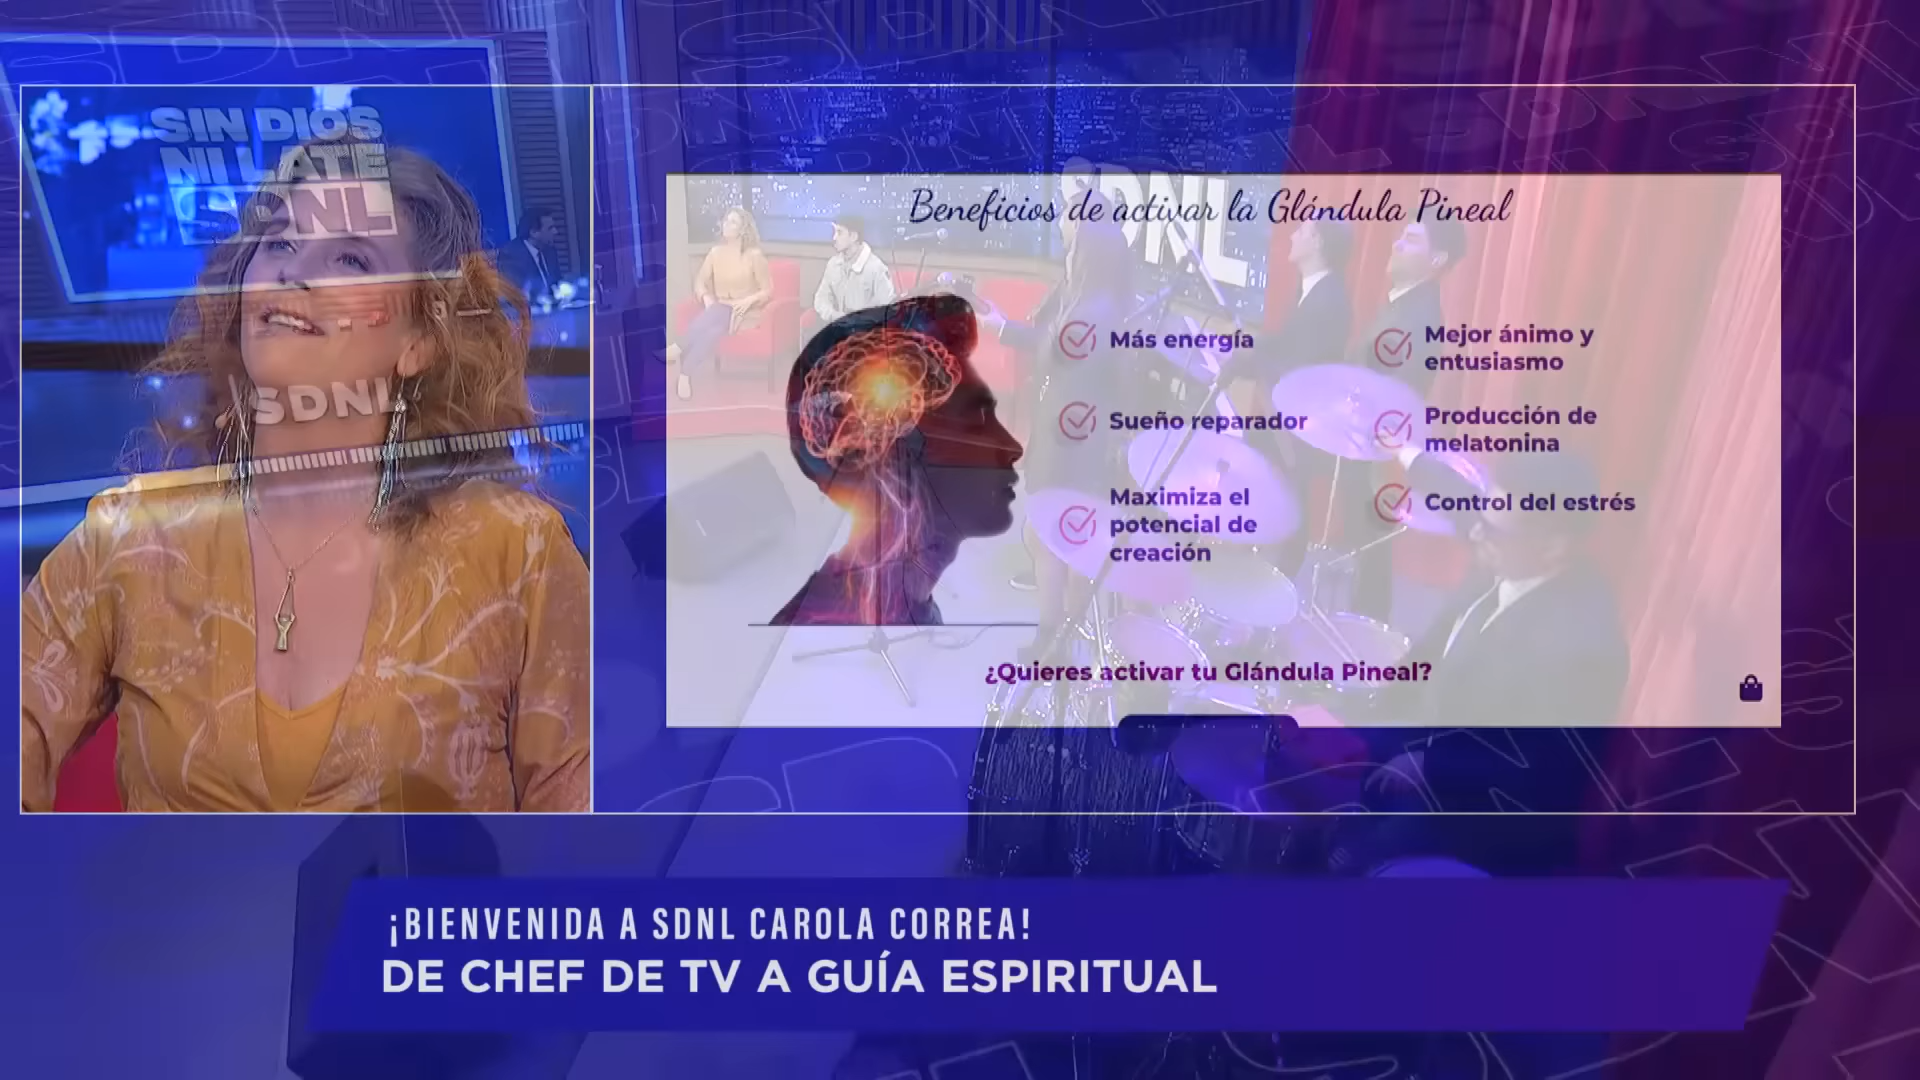 SIN DIOS
NI LATE
SDNL
SDNL
SDNL
Beneficios de activar la Glándula Pineal
Más energía
Sueño reparador
Maximiza el
potencial de
creación
Mejor ánimo y
entusiasmo
Producción de
melatonina
Control del estrés
¿Quieres activar tu Glándula Pineal?
¡BIENVENIDA A SDNL CAROLA CORREA!
DE CHEF DE TV A GUÍA ESPIRITUAL